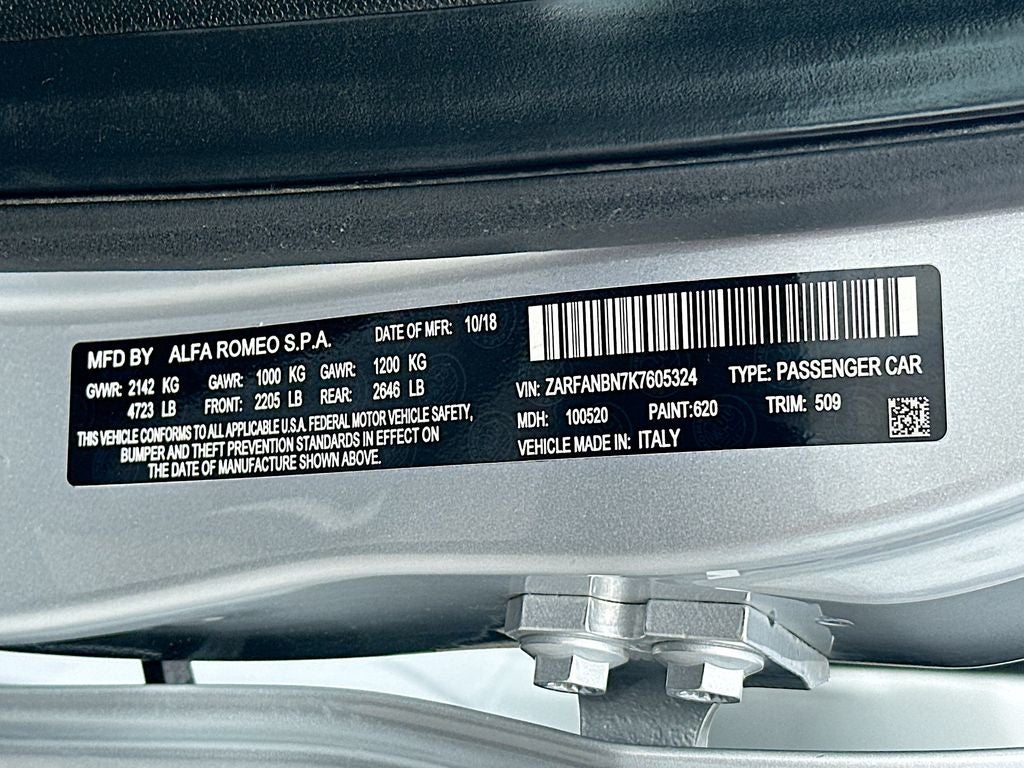 MFD BY ALFA ROMEO S.P.A. DATE OF MFR: 10/18
GVWR: 2142 KG GAWR: 1000 KG GAWR: 1200 KG
4723 LB FRONT: 2205 LB REAR: 2646 LB
THIS VEHICLE CONFORMS TO ALL APPLICABLE U.S.A. FEDERAL MOTOR VEHICLE SAFETY,
BUMPER AND THEFT PREVENTION STANDARDS IN EFFECT ON
THE DATE OF MANUFACTURE SHOWN ABOVE.
VIN: ZARFANBN7K7605324 TYPE: PASSENGER CAR
MDH: 100520 PAINT:620 TRIM: 509
VEHICLE MADE IN: ITALY